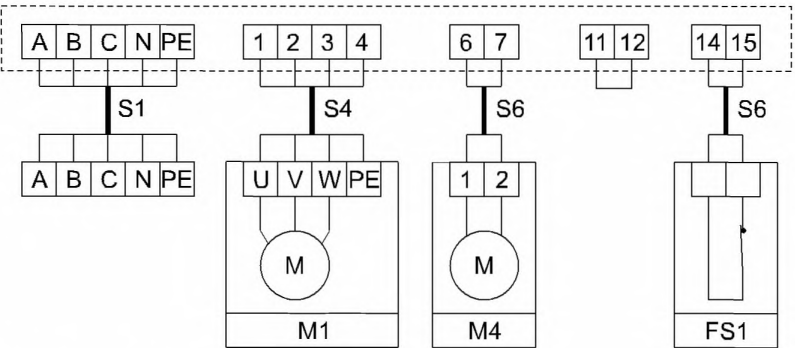 A B C N PE 1 2 3 4 6 7 11 12 14 15
S1 S4 S6 S6
A B C N PE U V W PE 1 2
M M
M1 M4 FS1